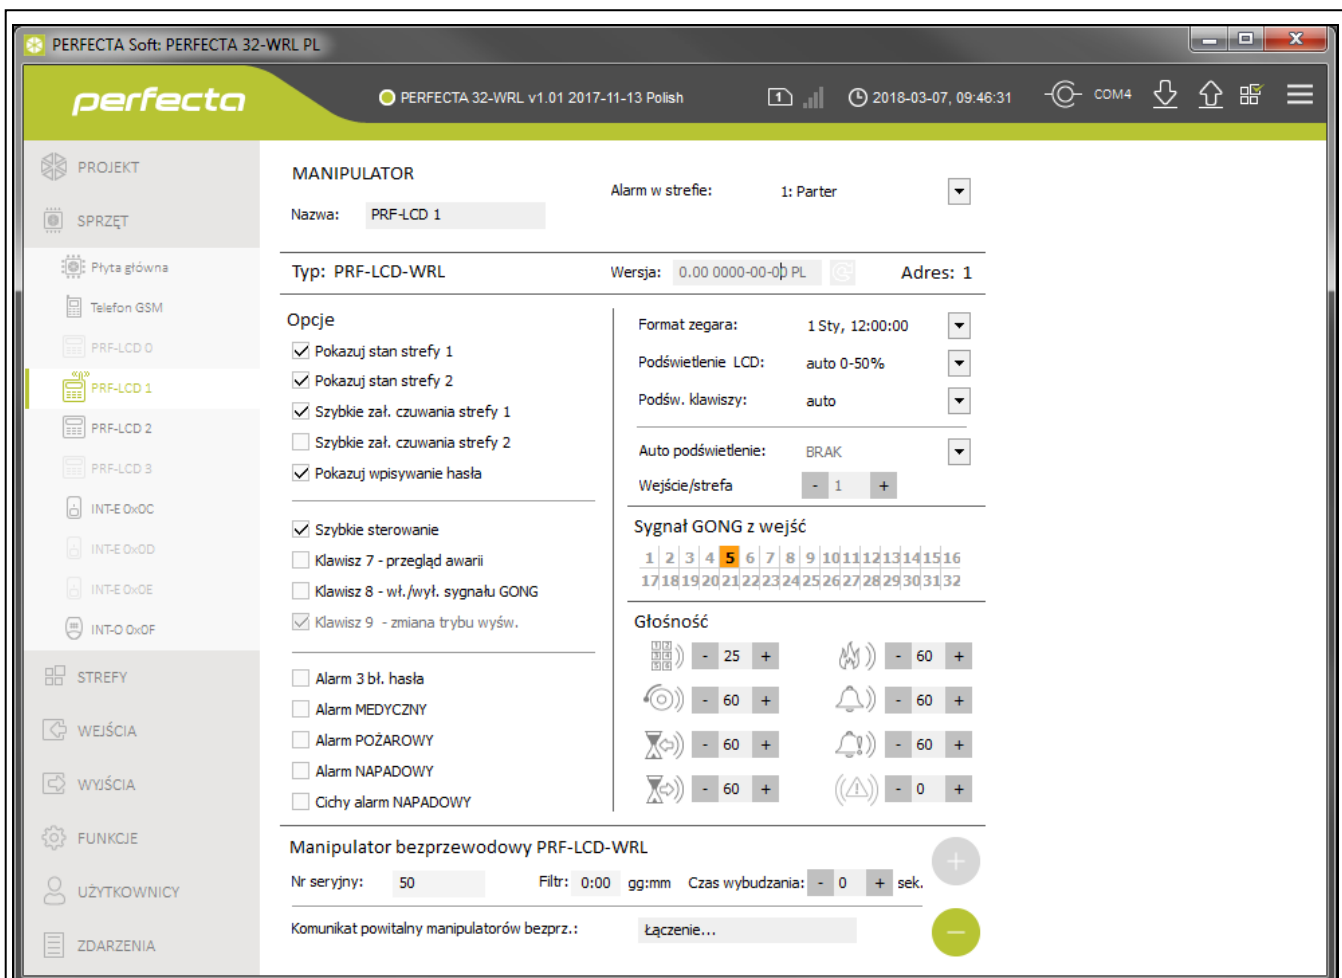 PERFECTA Soft: PERFECTA 32-WRL PL
perfecta
PERFECTA 32-WRL v1.01 2017-11-13 Polish
1
2018-03-07, 09:46:31
COM4
PROJEKT
SPRZĘT
Płyta główna
Telefon GSM
PRF-LCD 0
PRF-LCD 1
PRF-LCD 2
PRF-LCD 3
INT-E 0x0C
INT-E 0x0D
INT-E 0x0E
INT-O 0x0F
STREFY
WEJŚCIA
WYJŚCIA
FUNKCJE
UŻYTKOWNICY
ZDARZENIA
MANIPULATOR
Nazwa: PRF-LCD 1
Alarm w strefie: 1: Parter
Typ: PRF-LCD-WRL
Wersja: 0.00 0000-00-00 PL
Adres: 1
Opcje
Pokazuj stan strefy 1
Pokazuj stan strefy 2
Szybkie zał. czuwania strefy 1
Szybkie zał. czuwania strefy 2
Pokazuj wpisywanie hasła
Szybkie sterowanie
Klawisz 7 - przegląd awarii
Klawisz 8 - wł./wył. sygnału GONG
Klawisz 9 - zmiana trybu wyśw.
Alarm 3 bł. hasła
Alarm MEDYCZNY
Alarm POŻAROWY
Alarm NAPADOWY
Cichy alarm NAPADOWY
Format zegara: 1 Sty, 12:00:00
Podświetlenie LCD: auto 0-50%
Podśw. klawiszy: auto
Auto podświetlenie: BRAK
Wejście/strefa - 1 +
Sygnał GONG z wejść
1 2 3 4 5 6 7 8 9 10 11 12 13 14 15 16
17 18 19 20 21 22 23 24 25 26 27 28 29 30 31 32
Głośność
- 25 + - 60 +
- 60 + - 60 +
- 60 + - 60 +
- 60 + - 0 +
Manipulator bezprzewodowy PRF-LCD-WRL
Nr seryjny: 50 Filtr: 0:00 gg:mm Czas wybudzania: - 0 + sek.
Komunikat powitalny manipulatorów bezprz.: Łączenie...